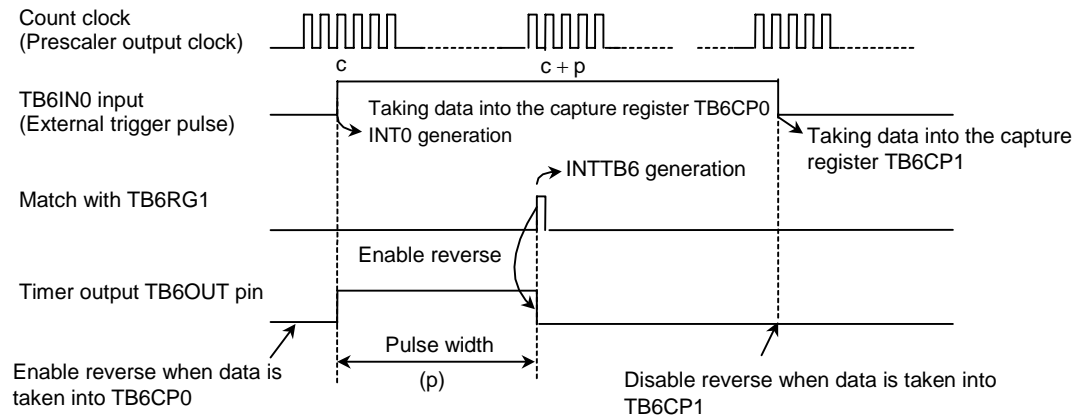 Count clock
(Prescaler output clock)
c
c + p
TB6IN0 input
(External trigger pulse)
Taking data into the capture register TB6CP0
INT0 generation
Taking data into the capture
register TB6CP1
INTTB6 generation
Match with TB6RG1
Enable reverse
Timer output TB6OUT pin
Pulse width
(p)
Enable reverse when data is
taken into TB6CP0
Disable reverse when data is taken into
TB6CP1